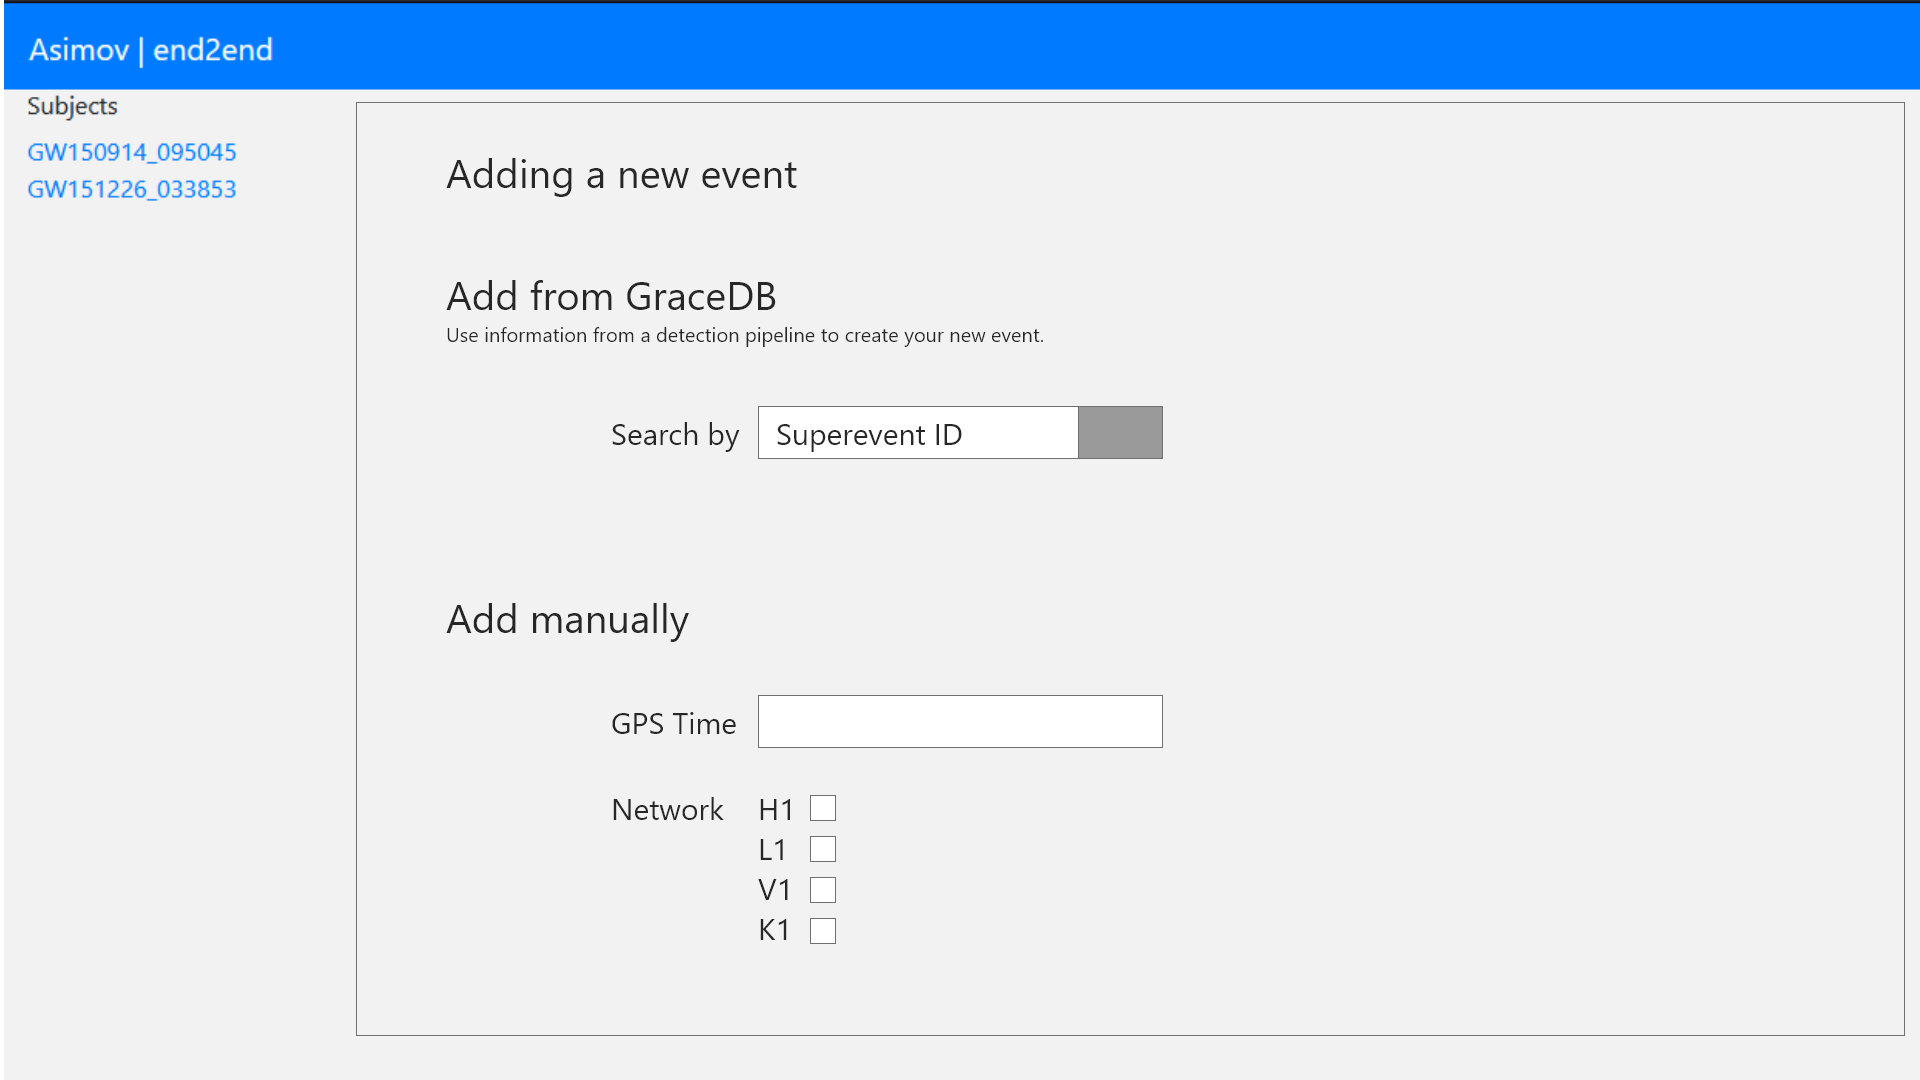 Asimov | end2end
Subjects
GW150914_095045
GW151226_033853
Adding a new event
Add from GraceDB
Use information from a detection pipeline to create your new event.
Search by Superevent ID
Add manually
GPS Time
Network H1
L1
V1
K1